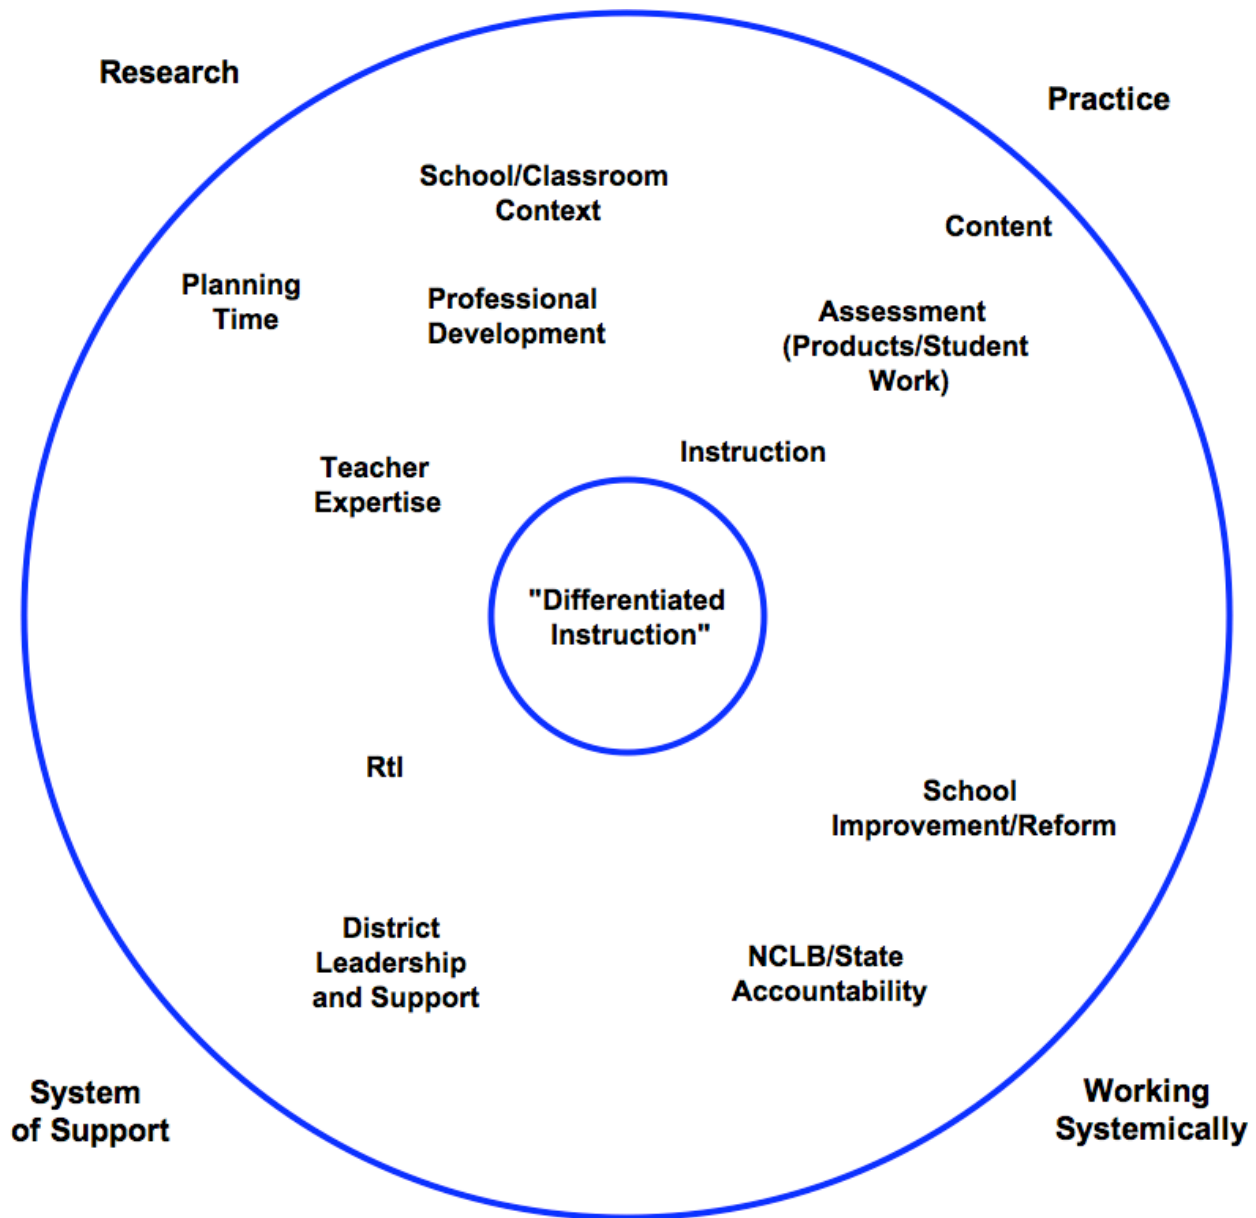 Research
Practice
School/Classroom
Context
Content
Planning
Time
Professional
Development
Assessment
(Products/Student
Work)
Instruction
Teacher
Expertise
"Differentiated
Instruction"
RtI
School
Improvement/Reform
District
Leadership
and Support
NCLB/State
Accountability
System
of Support
Working
Systemically